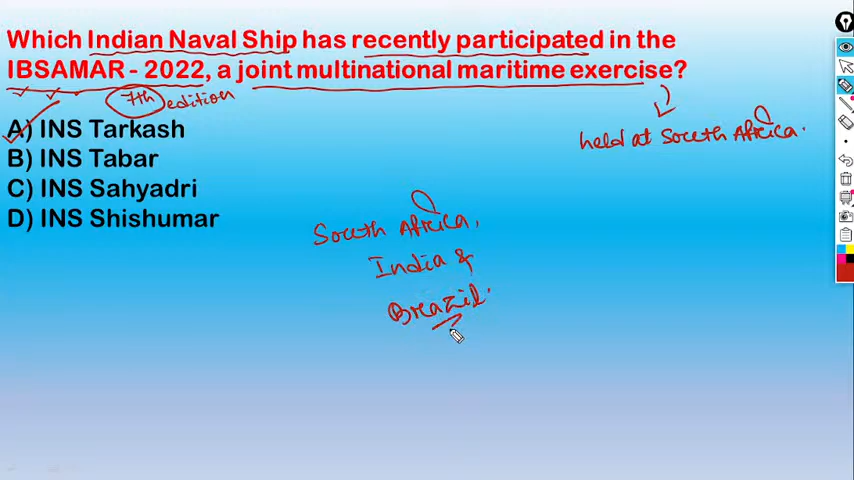 Which Indian Naval Ship has recently participated in the
IBSAMAR - 2022, a joint multinational maritime exercise?
7th edition
A) INS Tarkash
held at South Africa.
B) INS Tabar
C) INS Sahyadri
D) INS Shishumar
South Africa,
India &
Breazil.